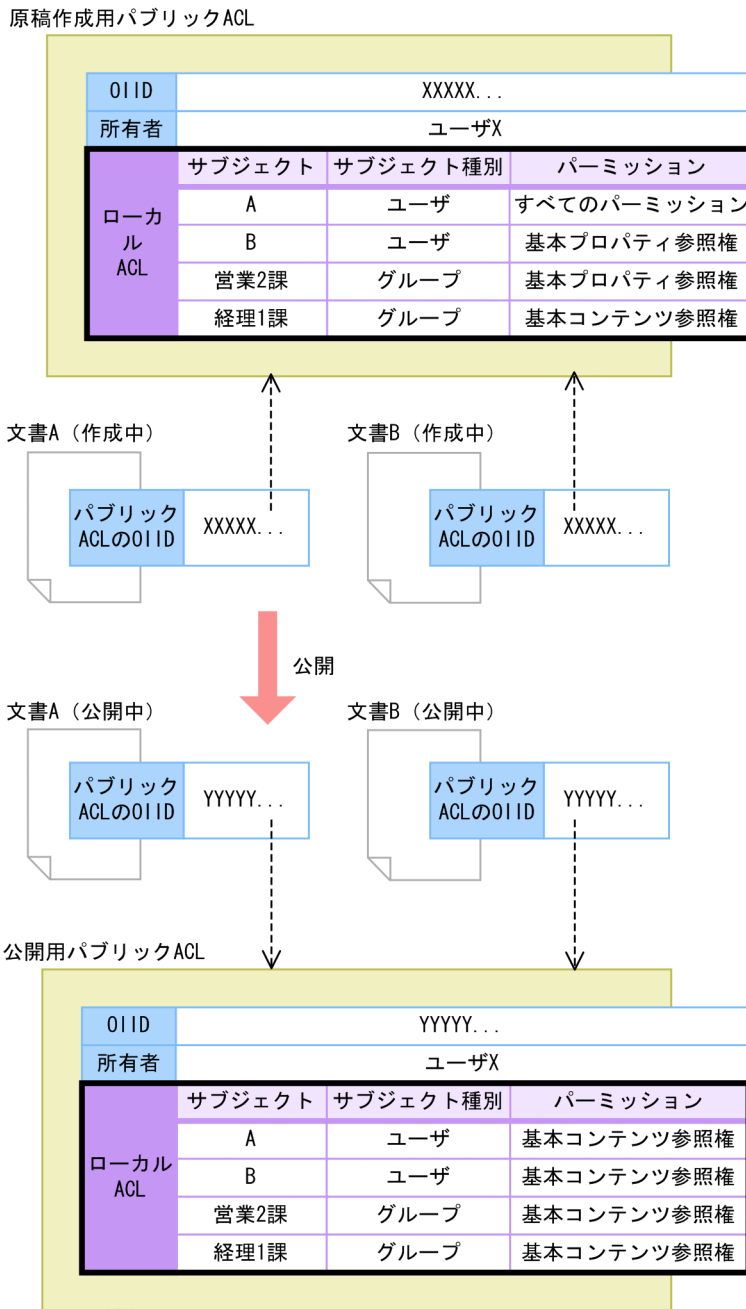 原稿作成用パブリックACL
OIID XXXXX...
所有者 ユーザX
ローカル ACL
サブジェクト サブジェクト種別 パーミッション
A ユーザ すべてのパーミッション
B ユーザ 基本プロパティ参照権
営業2課 グループ 基本プロパティ参照権
経理1課 グループ 基本コンテンツ参照権
文書A（作成中） 文書B（作成中）
パブリック
ACLのOIID
XXXXX...
パブリック
ACLのOIID
XXXXX...
公開
文書A（公開中） 文書B（公開中）
パブリック
ACLのOIID
YYYYY...
パブリック
ACLのOIID
YYYYY...
公開用パブリックACL
OIID YYYYY...
所有者 ユーザX
ローカル
ACL
サブジェクト サブジェクト種別 パーミッション
A ユーザ 基本コンテンツ参照権
B ユーザ 基本コンテンツ参照権
営業2課 グループ 基本コンテンツ参照権
経理1課 グループ 基本コンテンツ参照権